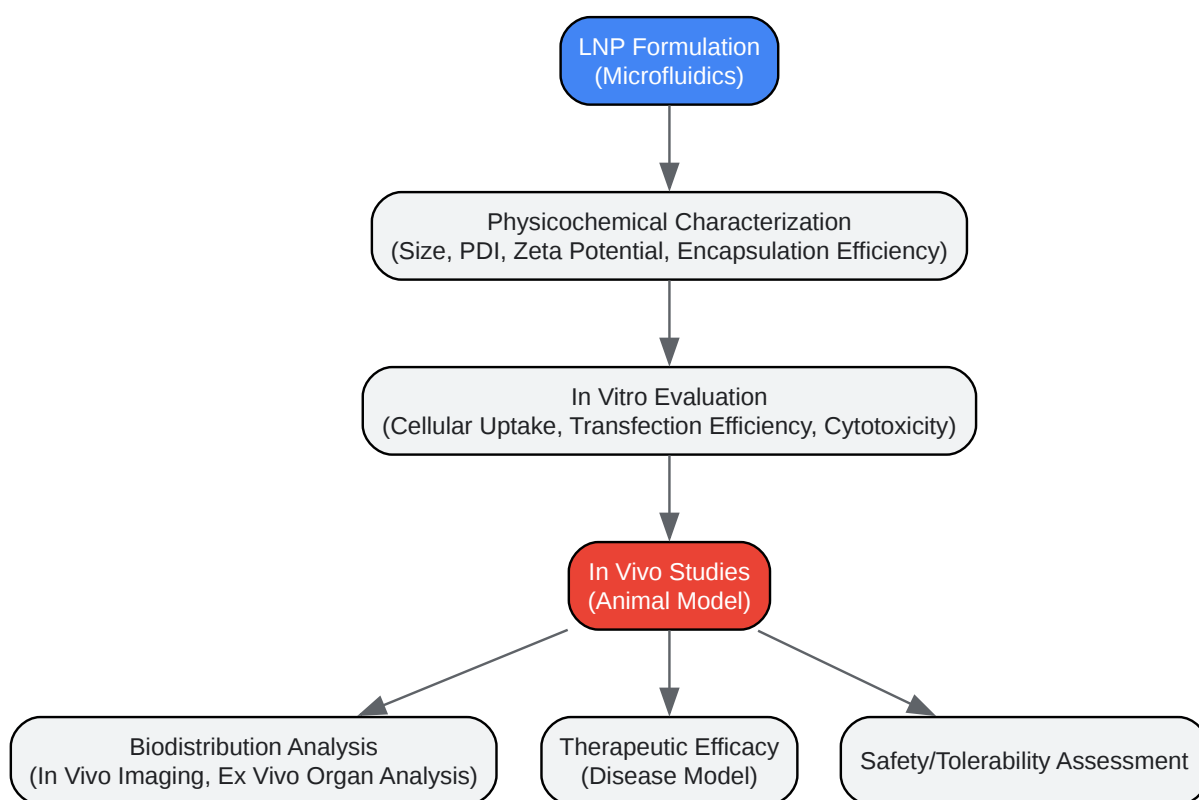 LNP Formulation
(Microfluidics)
Physicochemical Characterization
(Size, PDI, Zeta Potential, Encapsulation Efficiency)
In Vitro Evaluation
(Cellular Uptake, Transfection Efficiency, Cytotoxicity)
In Vivo Studies
(Animal Model)
Biodistribution Analysis
(In Vivo Imaging, Ex Vivo Organ Analysis)
Therapeutic Efficacy
(Disease Model)
Safety/Tolerability Assessment